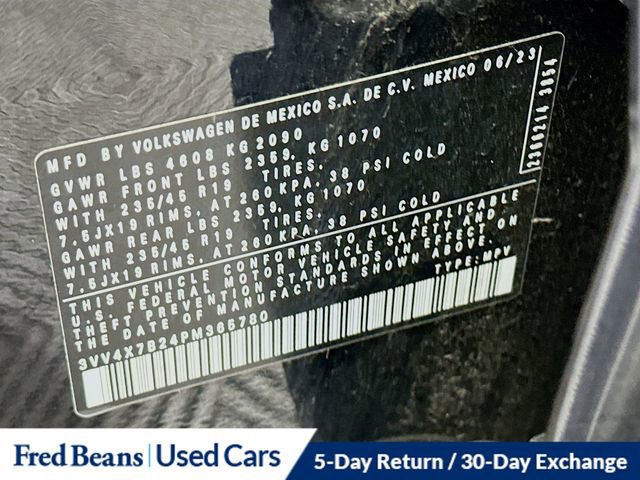 MFD BY VOLKSWAGEN DE MEXICO S.A. DE C.V. MEXICO 06/23
GVWR LBS 4608 KG 2090
GAWR FRONT LBS 2359, KG 1070
WITH 235/45 R19 TIRES,
7.5JX19 RIMS, AT 260 KPA, 38 PSI COLD
GAWR REAR LBS 2359, KG 1070
WITH 235/45 R19 TIRES,
7.5JX19 RIMS, AT 260 KPA, 38 PSI COLD
THIS VEHICLE CONFORMS TO ALL APPLICABLE
U.S. FEDERAL MOTOR VEHICLE SAFETY AND
THEFT PREVENTION STANDARDS IN EFFECT ON
THE DATE OF MANUFACTURE SHOWN ABOVE.
3VV4X7B24PM365780 TYPE: MPV
2360214 3654
Fred Beans | Used Cars
5-Day Return / 30-Day Exchange